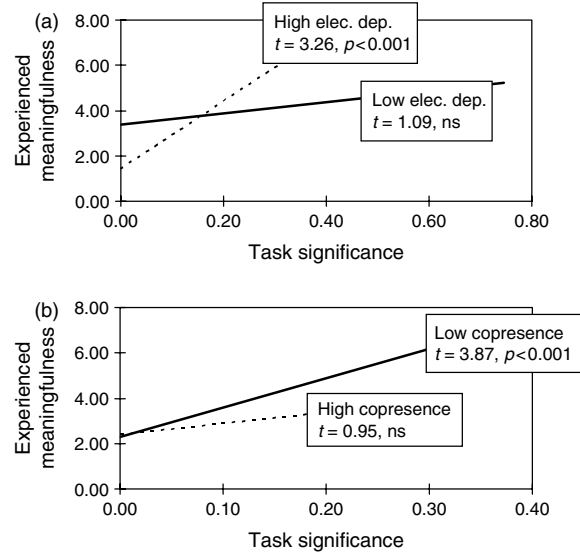 (a)
8.00
6.00
4.00
2.00
0.00
Experienced
meaningfulness
High elec. dep.
t = 3.26, p<0.001
Low elec. dep.
t = 1.09, ns
0.00 0.20 0.40 0.60 0.80
Task significance
(b)
8.00
6.00
4.00
2.00
0.00
Experienced
meaningfulness
Low copresence
t = 3.87, p<0.001
High copresence
t = 0.95, ns
0.00 0.10 0.20 0.30 0.40
Task significance